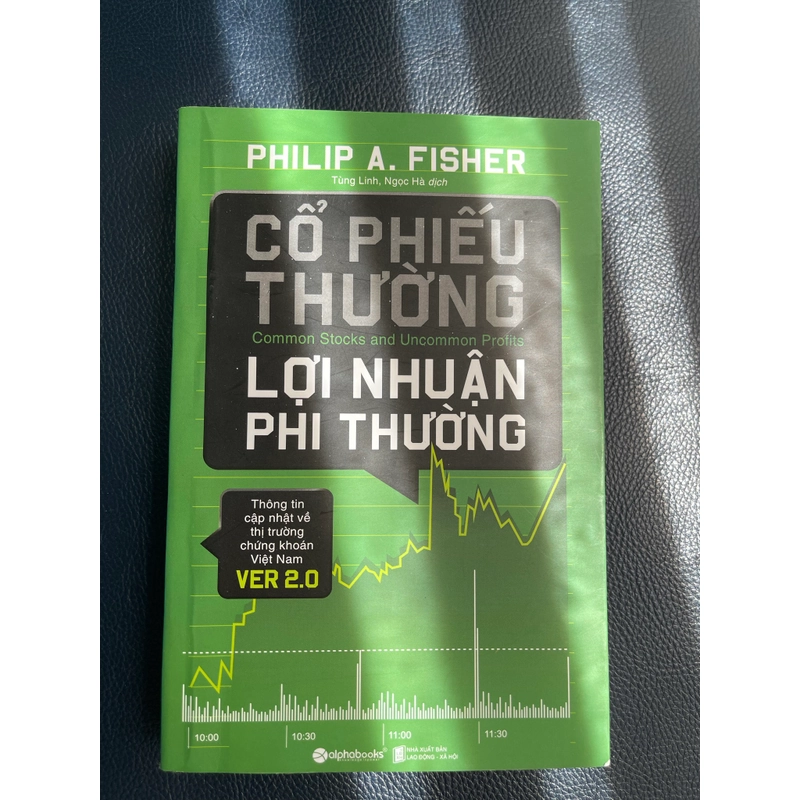 PHILIP A. FISHER
Tùng Linh, Ngọc Hà dịch
CỔ PHIẾU
THƯỜNG
Common Stocks and Uncommon Profits
LỢI NHUẬN
PHI THƯỜNG
Thông tin
cập nhật về
thị trường
chứng khoán
Việt Nam
VER 2.0
10:00
10:30
11:00
11:30
alphabooks
NHÀ XUẤT BẢN
LAO ĐỘNG - XÃ HỘI